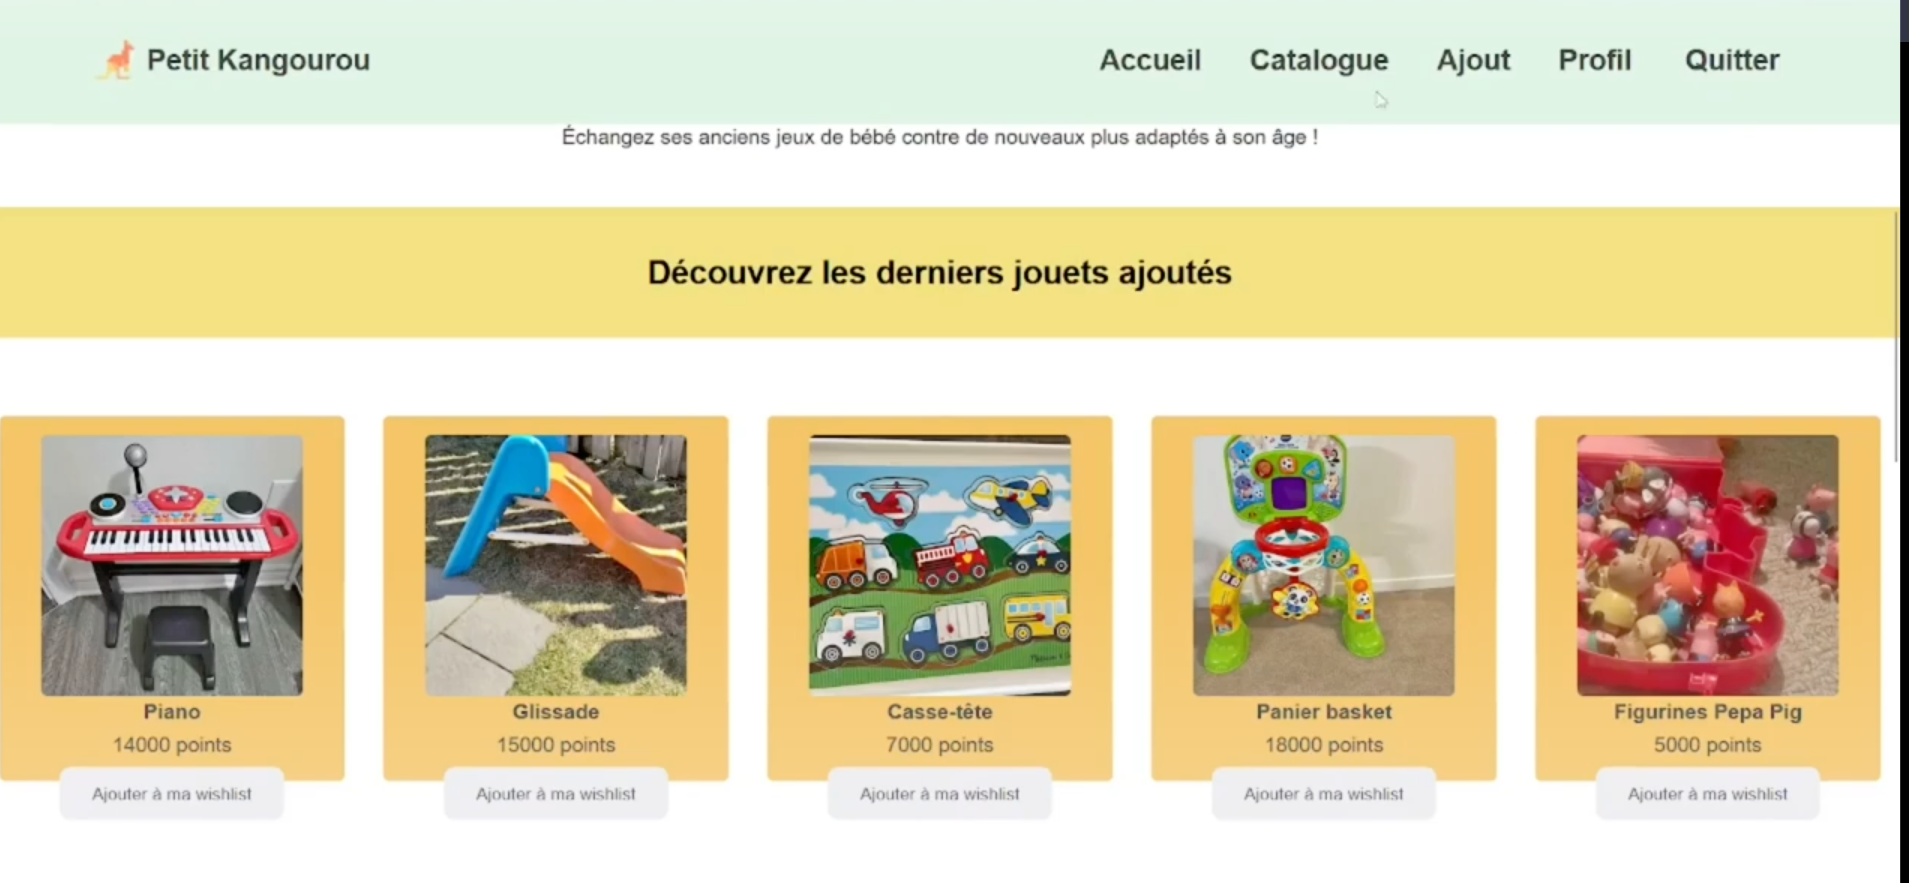 Petit Kangourou
Accueil Catalogue Ajout Profil Quitter
Échangez ses anciens jeux de bébé contre de nouveaux plus adaptés à son âge !
Découvrez les derniers jouets ajoutés
Piano
14000 points
Ajouter à ma wishlist
Glissade
15000 points
Ajouter à ma wishlist
Casse-tête
7000 points
Ajouter à ma wishlist
Panier basket
18000 points
Ajouter à ma wishlist
Figurines Pepa Pig
5000 points
Ajouter à ma wishlist